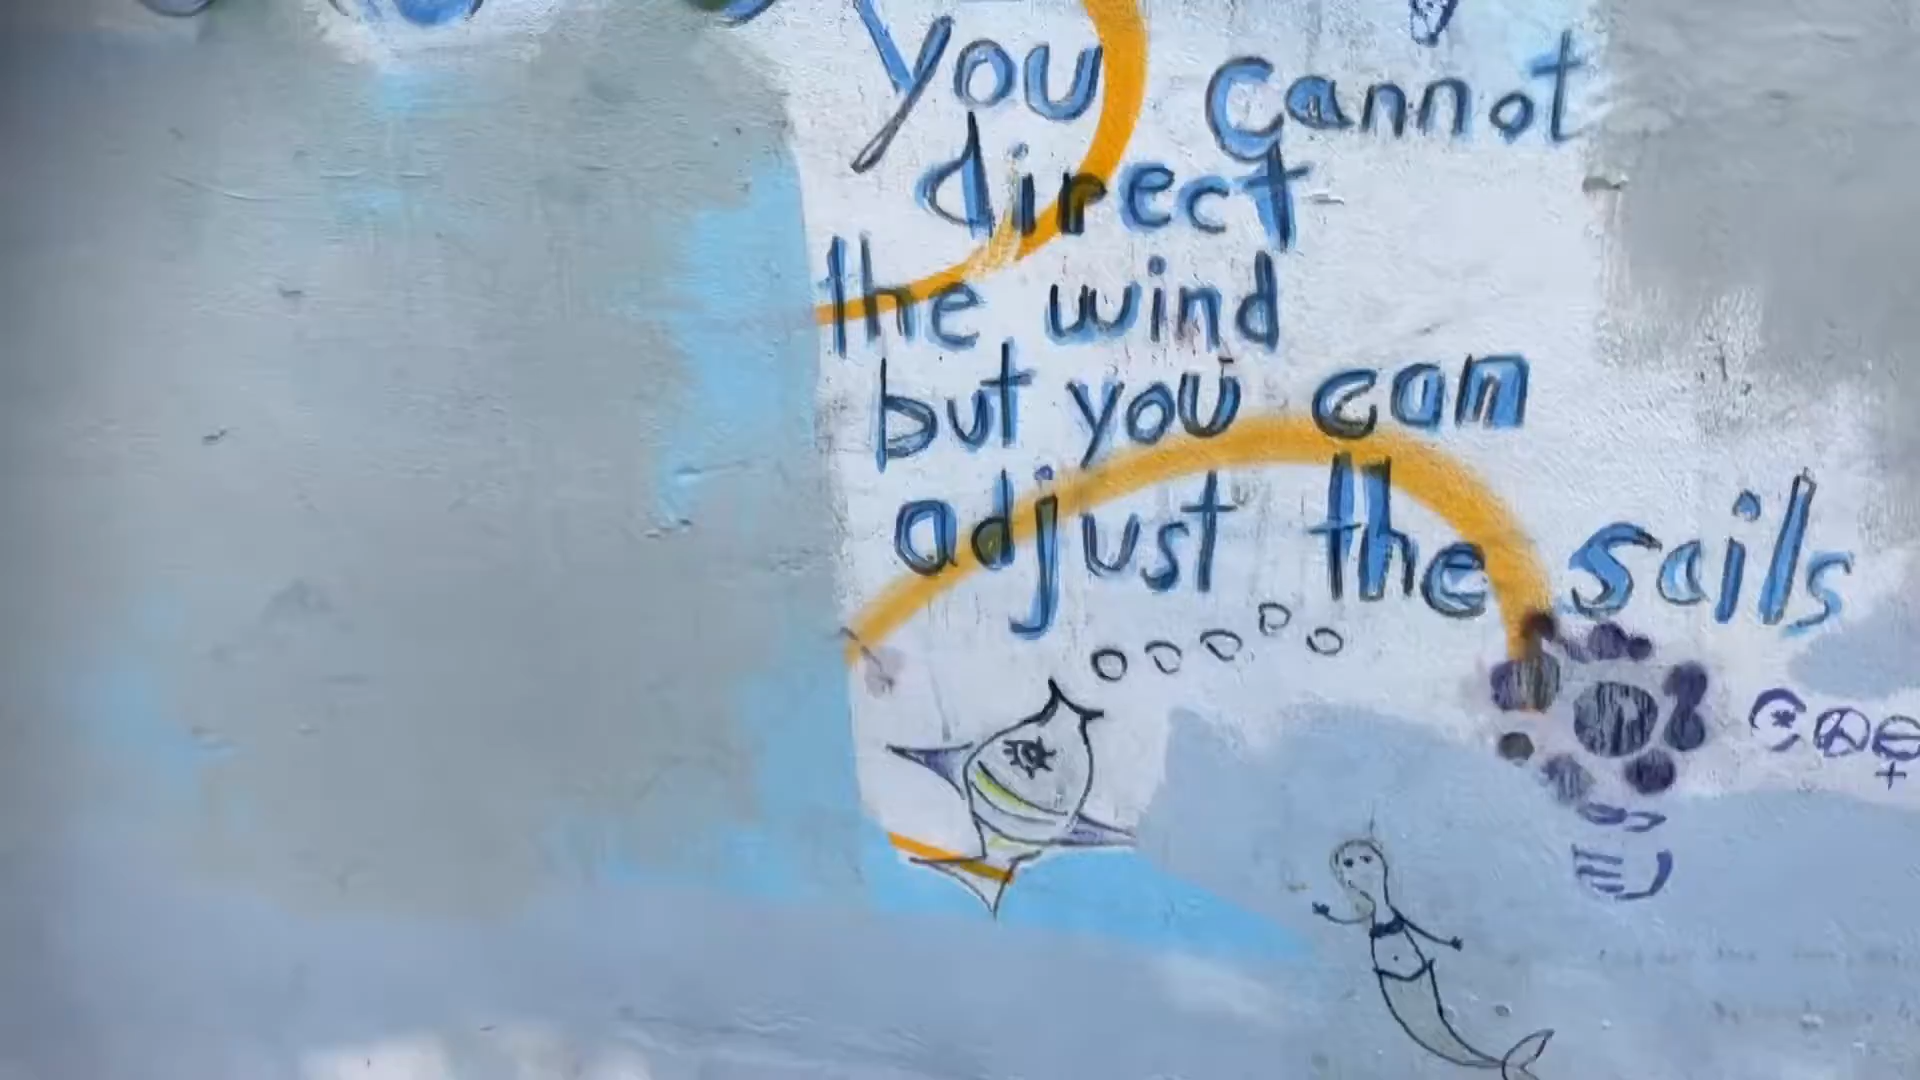 you cannot
direct
the wind
but you can
adjust the sails